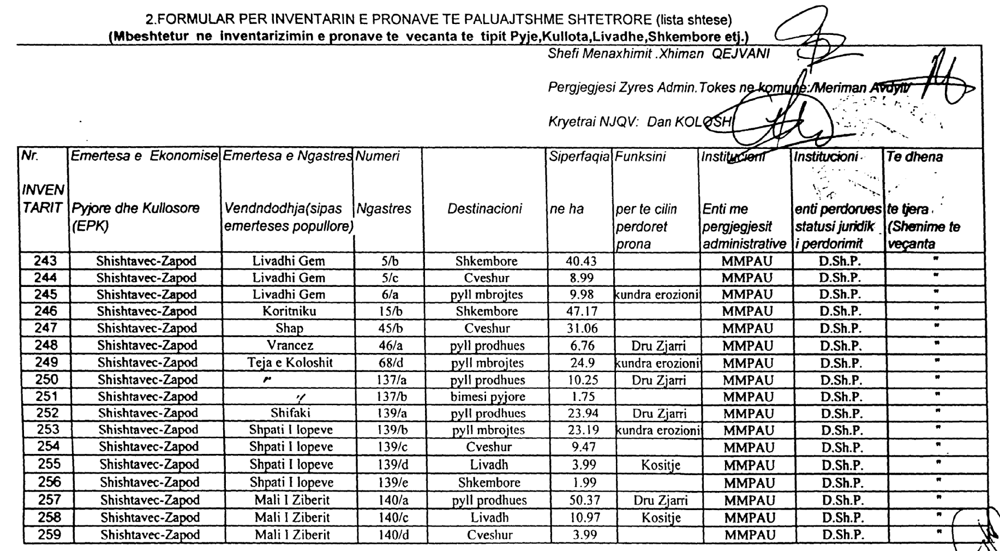 2.FORMULAR PER INVENTARIN E PRONAVE TE PALUAJTSHME SHTETRORE (lista shtese)
(Mbeshtetur ne inventarizimin e pronave te vecanta te tipit Pyje,Kullota,Livadhe,Shkembore etj.)
Shefi Menaxhimit .Xhiman QEJVANI
Pergjegjesi Zyres Admin.Tokes ne komune:/Meriman Avdyli/
Kryetrai NJQV: Dan KOLOSH
Nr. Emertesa e Ekonomise Emertesa e Ngastres Numeri Siperfaqia Funksini Institucioni Institucioni Te dhena
INVEN
TARIT Pyjore dhe Kullosore Vendndodhja(sipas Ngastres Destinacioni ne ha per te cilin Enti me enti perdorues te tjera
(EPK) emerteses popullore) perdoret pergjegjesit statusi juridik (Shenime te
prona administrative i perdorimit veçanta
243 Shishtavec-Zapod Livadhi Gem 5/b Shkembore 40.43 MMPAU D.Sh.P. "
244 Shishtavec-Zapod Livadhi Gem 5/c Cveshur 8.99 MMPAU D.Sh.P. "
245 Shishtavec-Zapod Livadhi Gem 6/a pyll mbrojtes 9.98 kundra erozioni MMPAU D.Sh.P. "
246 Shishtavec-Zapod Koritniku 15/b Shkembore 47.17 MMPAU D.Sh.P. "
247 Shishtavec-Zapod Shap 45/b Cveshur 31.06 MMPAU D.Sh.P. "
248 Shishtavec-Zapod Vrancez 46/a pyll prodhues 6.76 Dru Zjarri MMPAU D.Sh.P. "
249 Shishtavec-Zapod Teja e Koloshit 68/d pyll mbrojtes 24.9 kundra erozioni MMPAU D.Sh.P. "
250 Shishtavec-Zapod " 137/a pyll prodhues 10.25 Dru Zjarri MMPAU D.Sh.P. "
251 Shishtavec-Zapod " 137/b bimesi pyjore 1.75 MMPAU D.Sh.P. "
252 Shishtavec-Zapod Shifaki 139/a pyll prodhues 23.94 Dru Zjarri MMPAU D.Sh.P. "
253 Shishtavec-Zapod Shpati I lopeve 139/b pyll mbrojtes 23.19 kundra erozioni MMPAU D.Sh.P. "
254 Shishtavec-Zapod Shpati I lopeve 139/c Cveshur 9.47 MMPAU D.Sh.P. "
255 Shishtavec-Zapod Shpati I lopeve 139/d Livadh 3.99 Kositje MMPAU D.Sh.P. "
256 Shishtavec-Zapod Shpati I lopeve 139/e Shkembore 1.99 MMPAU D.Sh.P. "
257 Shishtavec-Zapod Mali I Ziberit 140/a pyll prodhues 50.37 Dru Zjarri MMPAU D.Sh.P. "
258 Shishtavec-Zapod Mali I Ziberit 140/c Livadh 10.97 Kositje MMPAU D.Sh.P. "
259 Shishtavec-Zapod Mali I Ziberit 140/d Cveshur 3.99 MMPAU D.Sh.P. "